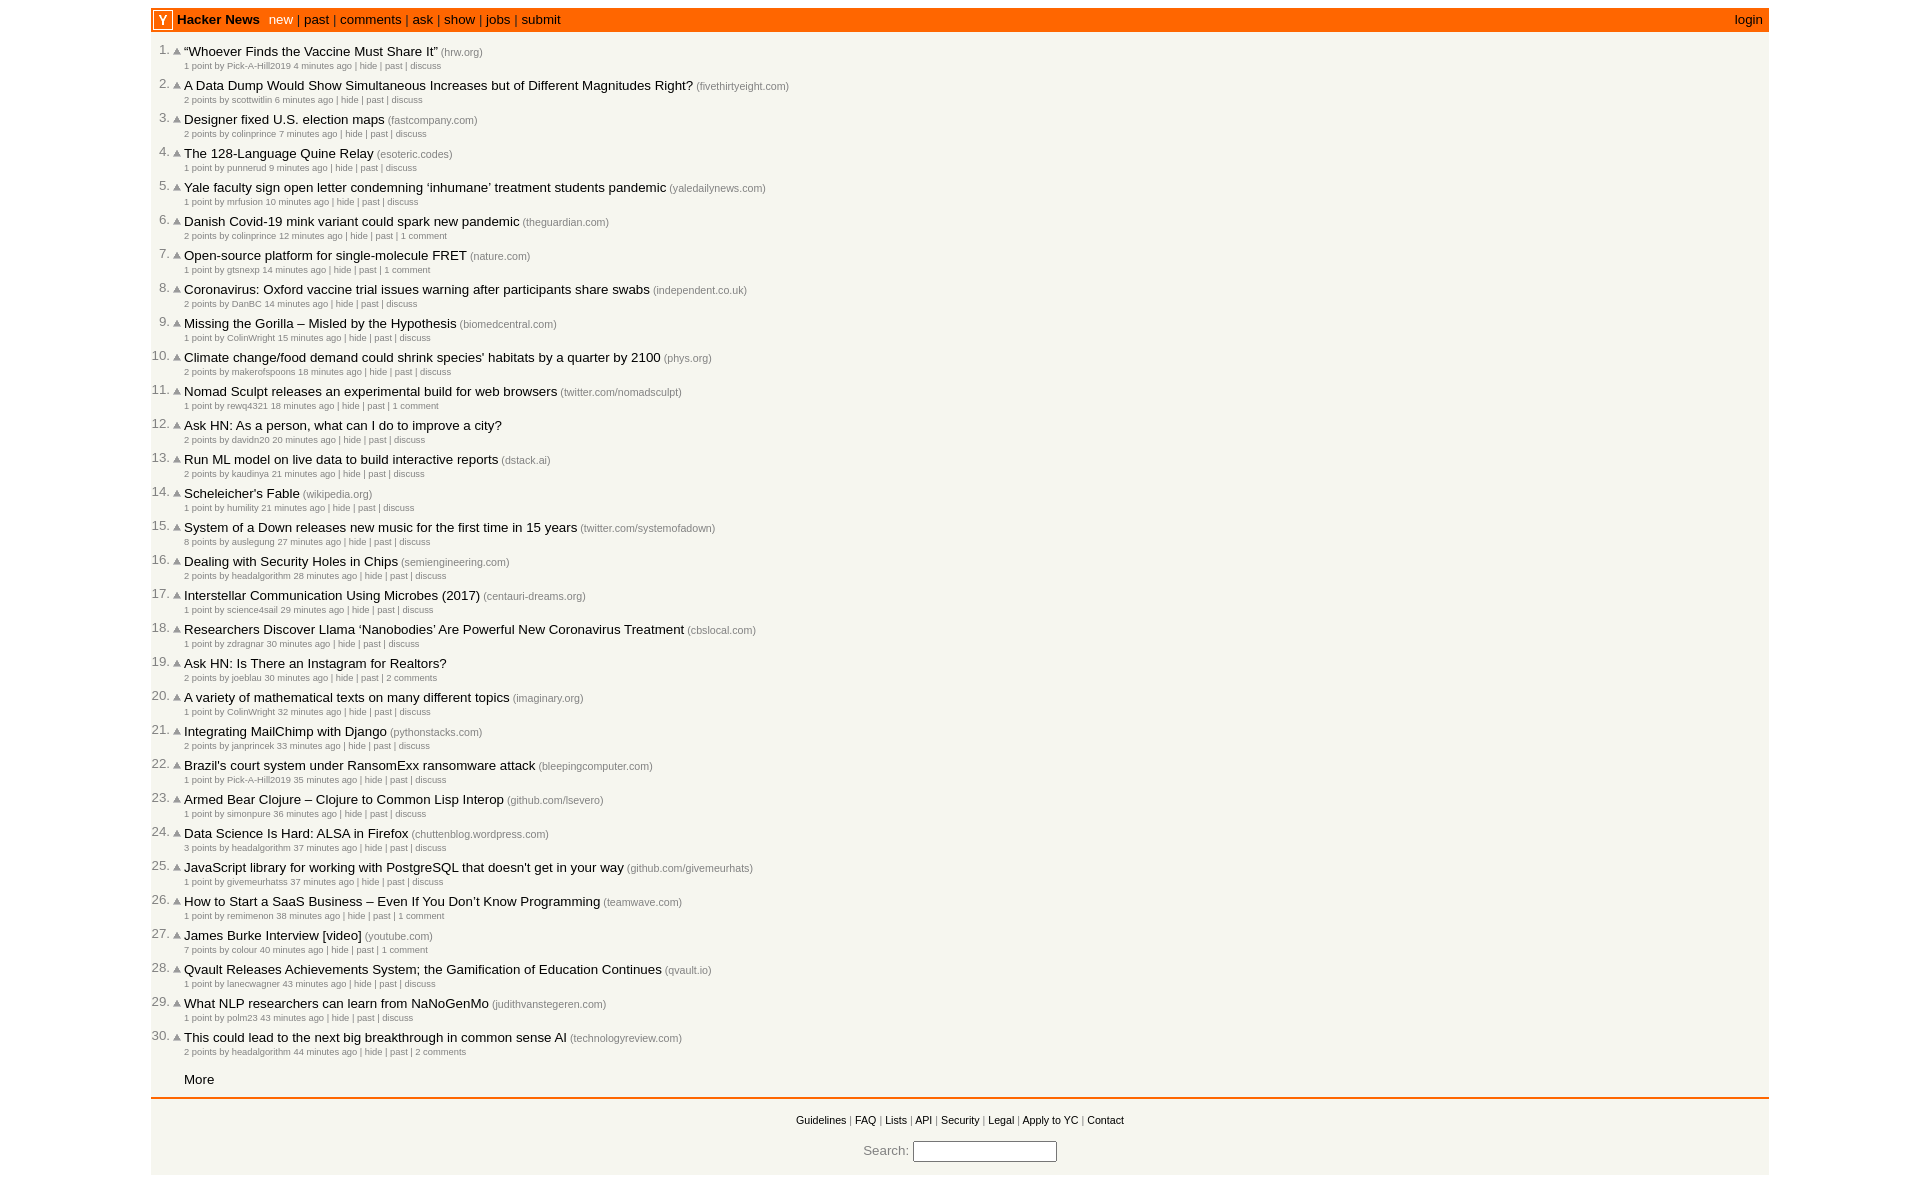 Y Hacker News new | past | comments | ask | show | jobs | submit login
1. “Whoever Finds the Vaccine Must Share It” (hrw.org)
1 point by Pick-A-Hill2019 4 minutes ago | hide | past | discuss
2. A Data Dump Would Show Simultaneous Increases but of Different Magnitudes Right? (fivethirtyeight.com)
2 points by scottwitlin 6 minutes ago | hide | past | discuss
3. Designer fixed U.S. election maps (fastcompany.com)
2 points by colinprince 7 minutes ago | hide | past | discuss
4. The 128-Language Quine Relay (esoteric.codes)
1 point by punnerud 9 minutes ago | hide | past | discuss
5. Yale faculty sign open letter condemning ‘inhumane’ treatment students pandemic (yaledailynews.com)
1 point by mrfusion 10 minutes ago | hide | past | discuss
6. Danish Covid-19 mink variant could spark new pandemic (theguardian.com)
2 points by colinprince 12 minutes ago | hide | past | 1 comment
7. Open-source platform for single-molecule FRET (nature.com)
1 point by gtsnexp 14 minutes ago | hide | past | 1 comment
8. Coronavirus: Oxford vaccine trial issues warning after participants share swabs (independent.co.uk)
2 points by DanBC 14 minutes ago | hide | past | discuss
9. Missing the Gorilla – Misled by the Hypothesis (biomedcentral.com)
1 point by ColinWright 15 minutes ago | hide | past | discuss
10. Climate change/food demand could shrink species' habitats by a quarter by 2100 (phys.org)
2 points by makerofspoons 18 minutes ago | hide | past | discuss
11. Nomad Sculpt releases an experimental build for web browsers (twitter.com/nomadsculpt)
1 point by rewq4321 18 minutes ago | hide | past | 1 comment
12. Ask HN: As a person, what can I do to improve a city?
2 points by davidn20 20 minutes ago | hide | past | discuss
13. Run ML model on live data to build interactive reports (dstack.ai)
2 points by kaudinya 21 minutes ago | hide | past | discuss
14. Scheleicher's Fable (wikipedia.org)
1 point by humility 21 minutes ago | hide | past | discuss
15. System of a Down releases new music for the first time in 15 years (twitter.com/systemofadown)
8 points by auslegung 27 minutes ago | hide | past | discuss
16. Dealing with Security Holes in Chips (semiengineering.com)
2 points by headalgorithm 28 minutes ago | hide | past | discuss
17. Interstellar Communication Using Microbes (2017) (centauri-dreams.org)
1 point by science4sail 29 minutes ago | hide | past | discuss
18. Researchers Discover Llama ‘Nanobodies’ Are Powerful New Coronavirus Treatment (cbslocal.com)
1 point by zdragnar 30 minutes ago | hide | past | discuss
19. Ask HN: Is There an Instagram for Realtors?
2 points by joeblau 30 minutes ago | hide | past | 2 comments
20. A variety of mathematical texts on many different topics (imaginary.org)
1 point by ColinWright 32 minutes ago | hide | past | discuss
21. Integrating MailChimp with Django (pythonstacks.com)
2 points by janprincek 33 minutes ago | hide | past | discuss
22. Brazil's court system under RansomExx ransomware attack (bleepingcomputer.com)
1 point by Pick-A-Hill2019 35 minutes ago | hide | past | discuss
23. Armed Bear Clojure – Clojure to Common Lisp Interop (github.com/lsevero)
1 point by simonpure 36 minutes ago | hide | past | discuss
24. Data Science Is Hard: ALSA in Firefox (chuttenblog.wordpress.com)
3 points by headalgorithm 37 minutes ago | hide | past | discuss
25. JavaScript library for working with PostgreSQL that doesn't get in your way (github.com/givemeurhats)
1 point by givemeurhatss 37 minutes ago | hide | past | discuss
26. How to Start a SaaS Business – Even If You Don’t Know Programming (teamwave.com)
1 point by remimenon 38 minutes ago | hide | past | 1 comment
27. James Burke Interview [video] (youtube.com)
7 points by colour 40 minutes ago | hide | past | 1 comment
28. Qvault Releases Achievements System; the Gamification of Education Continues (qvault.io)
1 point by lanecwagner 43 minutes ago | hide | past | discuss
29. What NLP researchers can learn from NaNoGenMo (judithvanstegeren.com)
1 point by polm23 43 minutes ago | hide | past | discuss
30. This could lead to the next big breakthrough in common sense AI (technologyreview.com)
2 points by headalgorithm 44 minutes ago | hide | past | 2 comments
More
Guidelines | FAQ | Lists | API | Security | Legal | Apply to YC | Contact
Search: